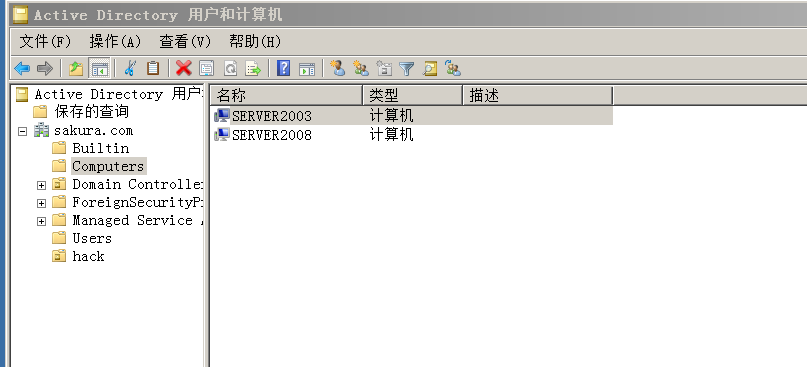 Active Directory 用户和计算机
文件(F) 操作(A) 查看(V) 帮助(H)
Active Directory 用户
保存的查询
sakura.com
Builtin
Computers
Domain Controlle
ForeignSecurityP
Managed Service
Users
hack
名称 类型 描述
SERVER2003 计算机
SERVER2008 计算机